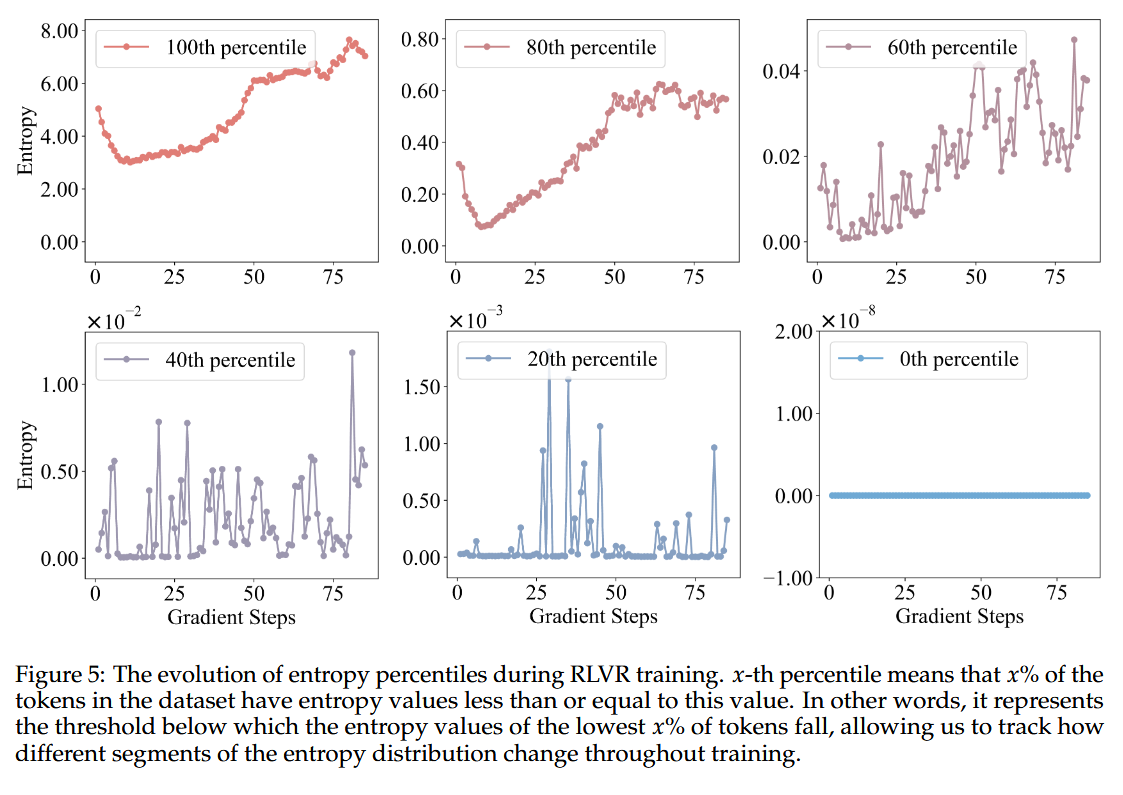 8.00
6.00
4.00
2.00
0.00
Entropy
100th percentile
0 25 50 75
0.80
0.60
0.40
0.20
0.00
80th percentile
0 25 50 75
0.04
0.02
0.00
60th percentile
0 25 50 75
×10⁻²
1.00
0.50
0.00
Entropy
40th percentile
0 25 50 75
Gradient Steps
×10⁻³
1.50
1.00
0.50
0.00
20th percentile
0 25 50 75
Gradient Steps
×10⁻⁸
2.00
1.00
0.00
−1.00
0th percentile
0 25 50 75
Gradient Steps
Figure 5: The evolution of entropy percentiles during RLVR training. x-th percentile means that x% of the
tokens in the dataset have entropy values less than or equal to this value. In other words, it represents
the threshold below which the entropy values of the lowest x% of tokens fall, allowing us to track how
different segments of the entropy distribution change throughout training.